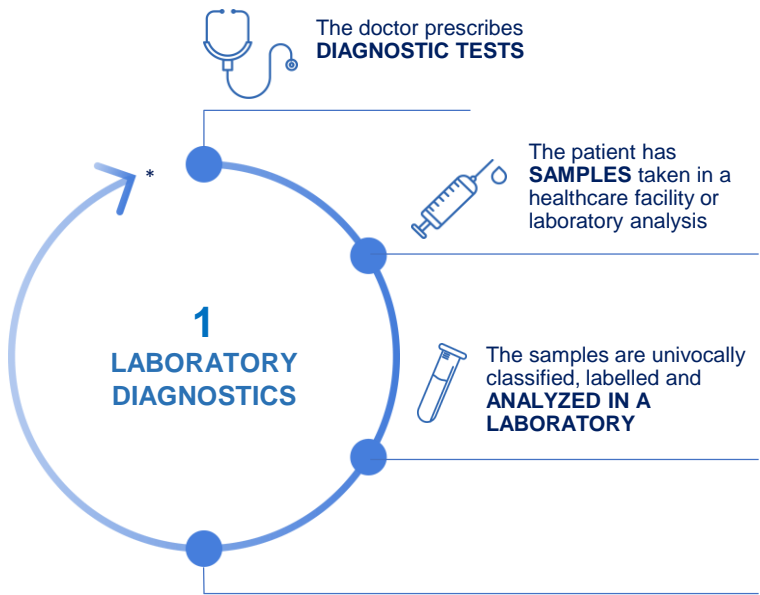 The doctor prescribes
DIAGNOSTIC TESTS
*
The patient has
SAMPLES taken in a
healthcare facility or
laboratory analysis
1
LABORATORY
DIAGNOSTICS
The samples are univocally
classified, labelled and
ANALYZED IN A
LABORATORY